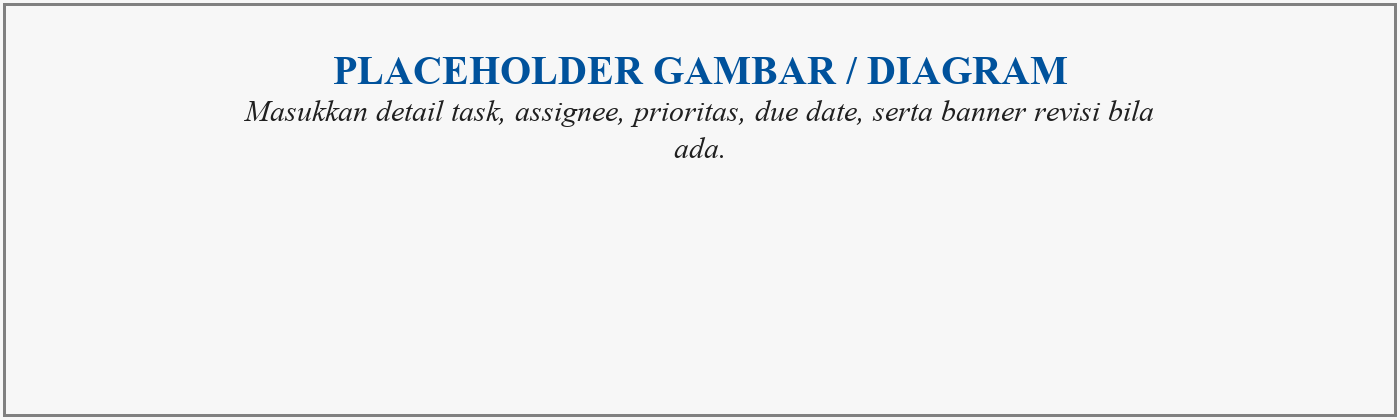 PLACEHOLDER GAMBAR / DIAGRAM
Masukkan detail task, assignee, prioritas, due date, serta banner revisi bila
ada.